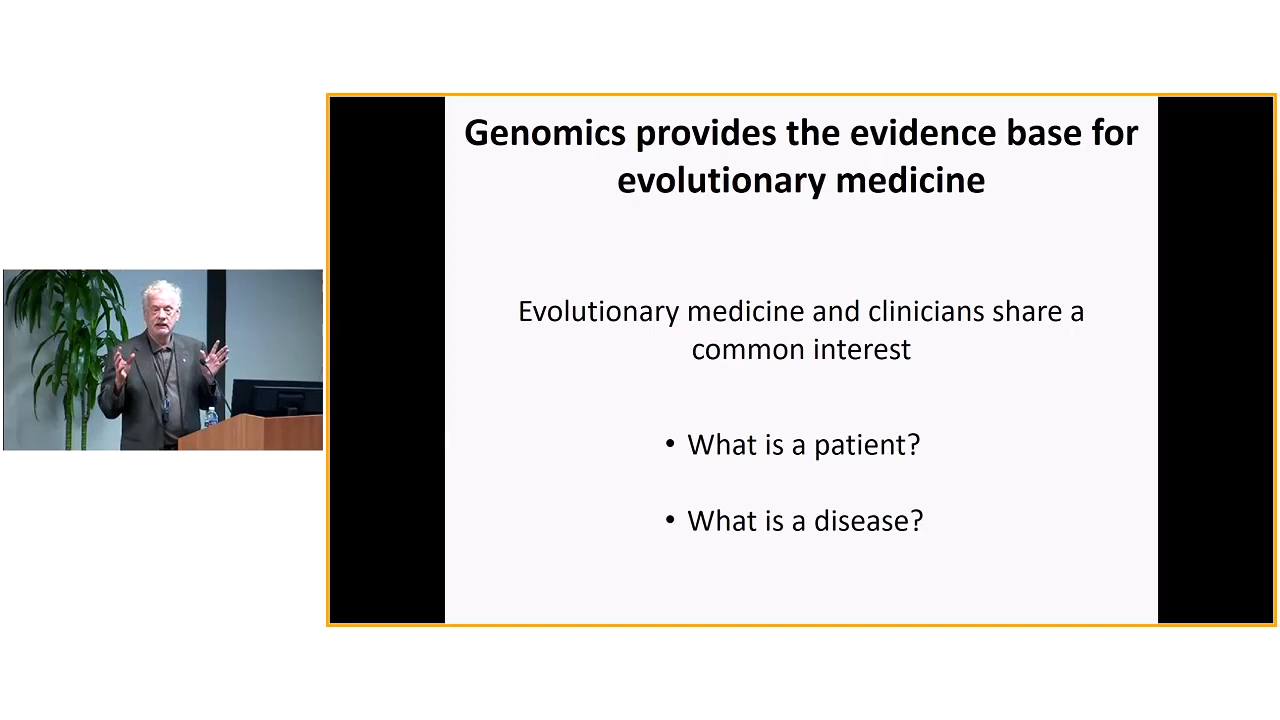 Genomics provides the evidence base for
evolutionary medicine
Evolutionary medicine and clinicians share a
common interest
• What is a patient?
• What is a disease?